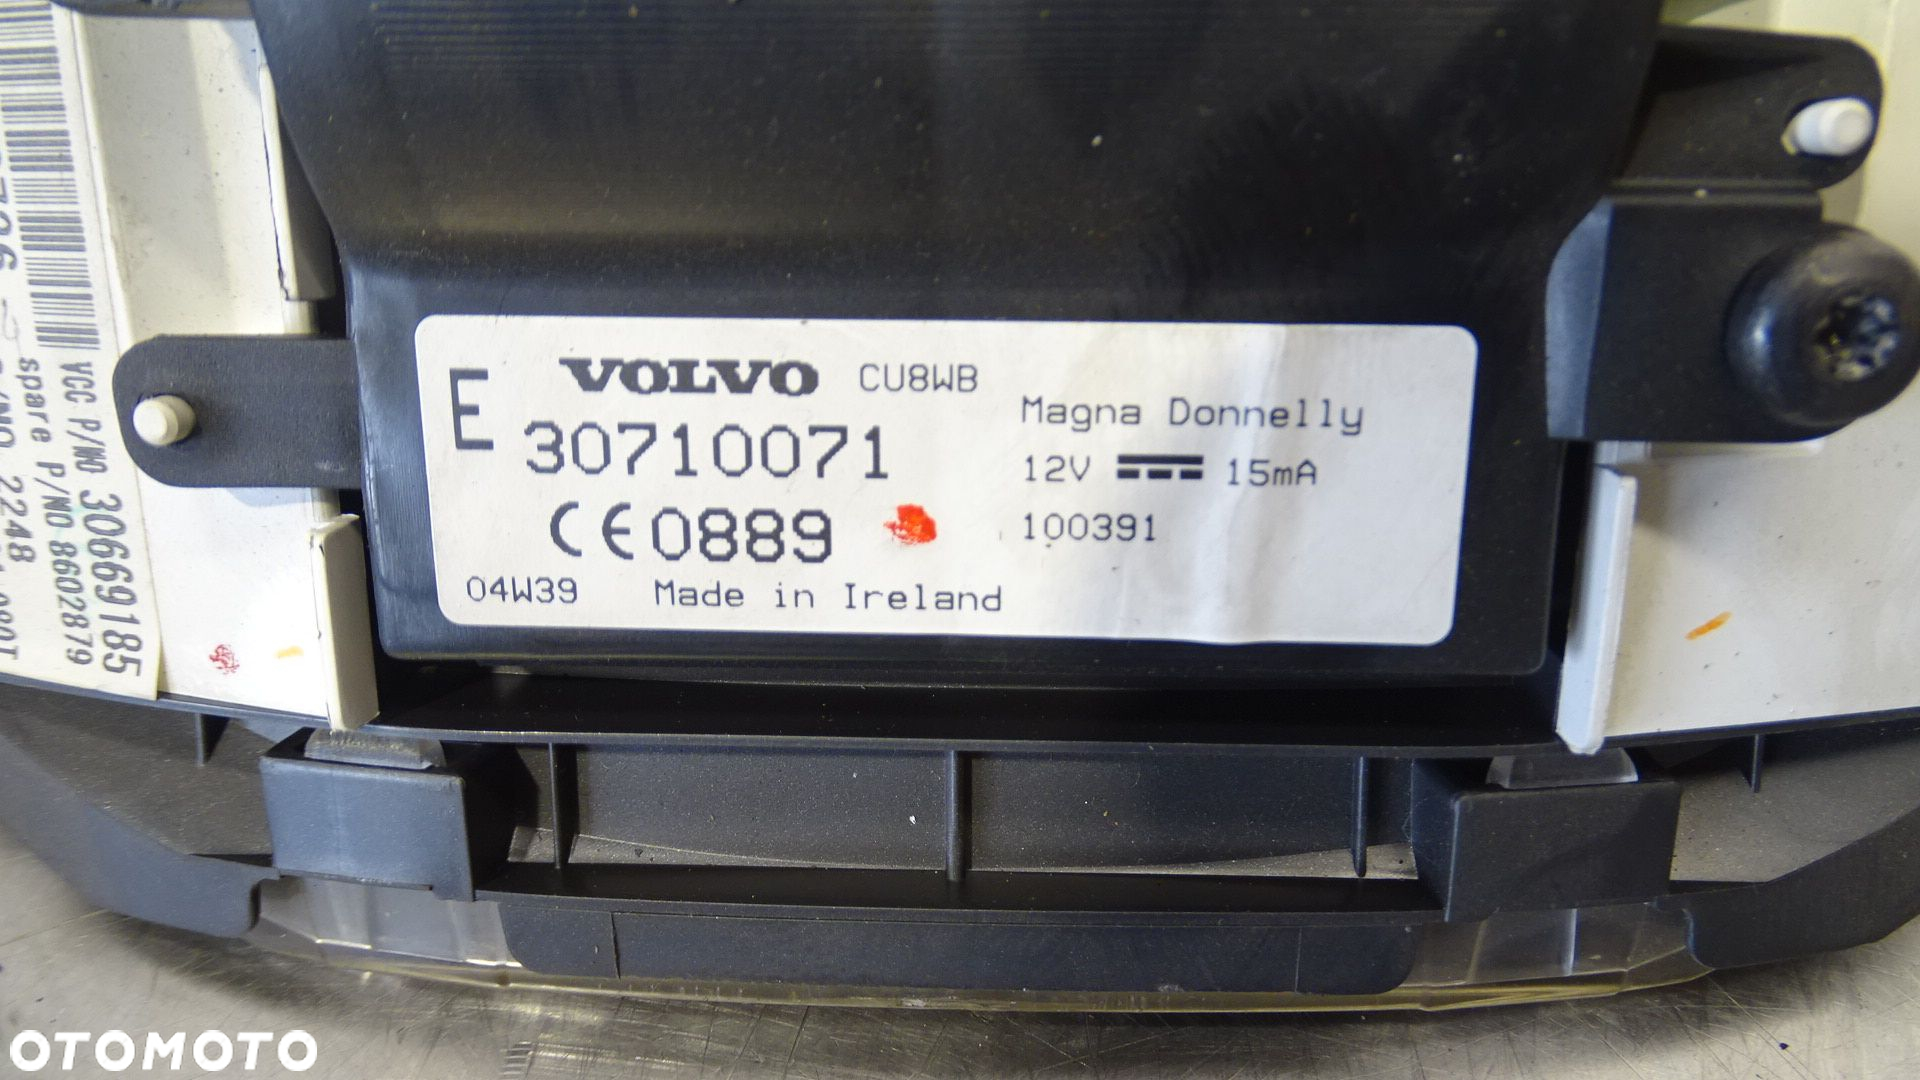 E
VOLVO CU8WB
30710071
CE0889
04W39 Made in Ireland
Magna Donnelly
12V 15mA
100391
VCC P/NO 30669185
spare P/NO 8602879
OTOMOTO